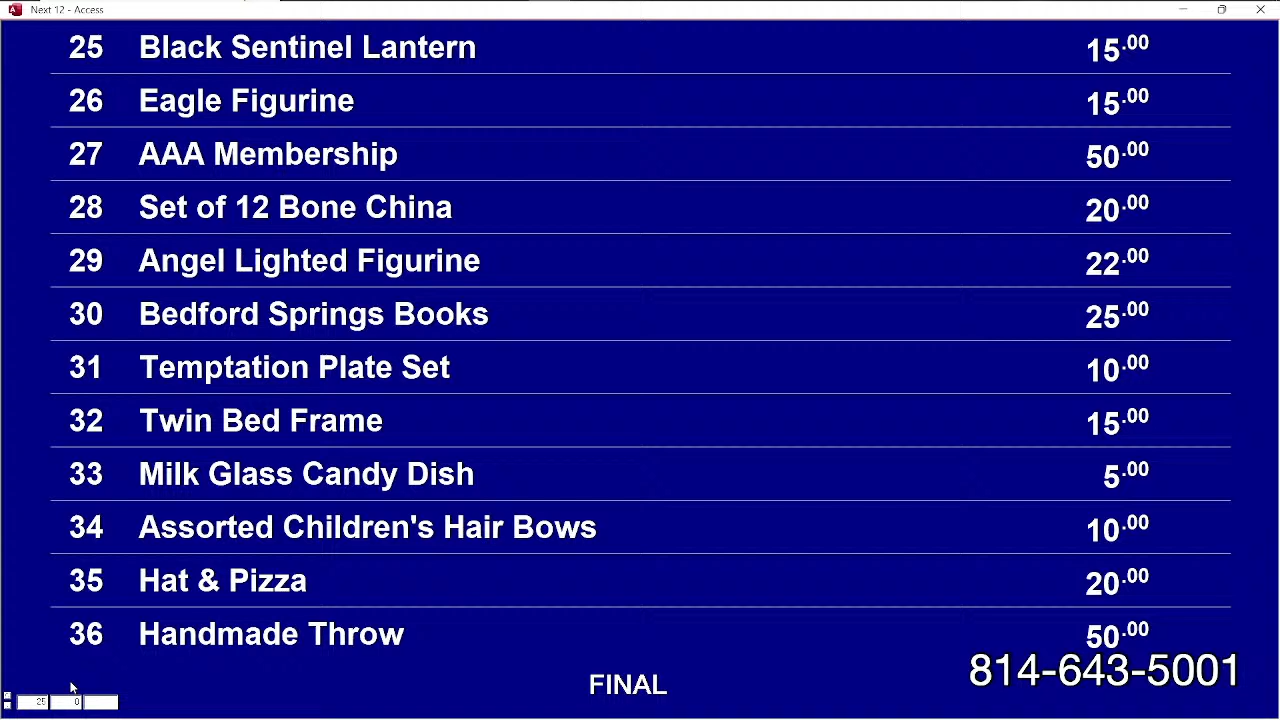 Next 12 - Access
25 Black Sentinel Lantern 15.00
26 Eagle Figurine 15.00
27 AAA Membership 50.00
28 Set of 12 Bone China 20.00
29 Angel Lighted Figurine 22.00
30 Bedford Springs Books 25.00
31 Temptation Plate Set 10.00
32 Twin Bed Frame 15.00
33 Milk Glass Candy Dish 5.00
34 Assorted Children's Hair Bows 10.00
35 Hat & Pizza 20.00
36 Handmade Throw 50.00
814-643-5001
FINAL
25 0